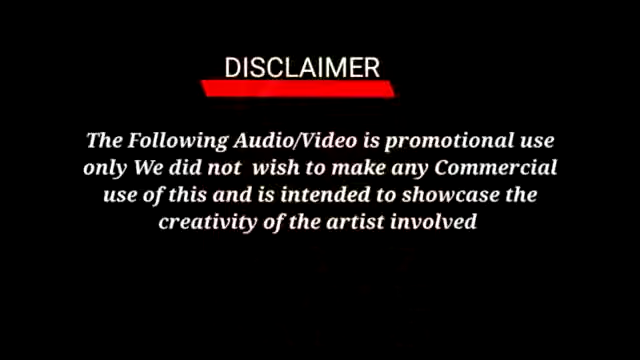 DISCLAIMER
The Following Audio/Video is promotional use
only We did not wish to make any Commercial
use of this and is intended to showcase the
creativity of the artist involved